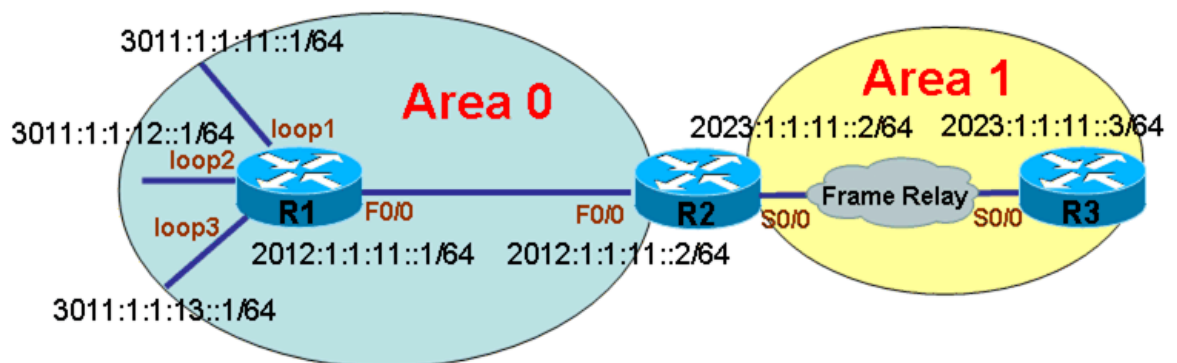 3011:1:1:11::1/64
Area 0
Area 1
loop1
3011:1:1:12::1/64
2023:1:1:11::2/64
2023:1:1:11::3/64
loop2
R1
F0/0
F0/0
R2
S0/0
Frame Relay
S0/0
R3
loop3
2012:1:1:11::1/64
2012:1:1:11::2/64
3011:1:1:13::1/64